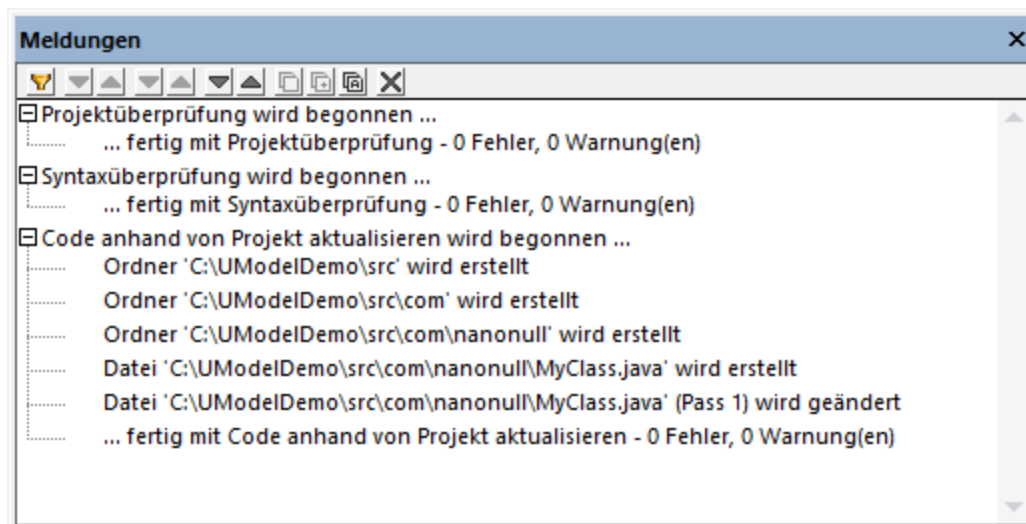 Meldungen
Projektüberprüfung wird begonnen ...
... fertig mit Projektüberprüfung - 0 Fehler, 0 Warnung(en)
Syntaxüberprüfung wird begonnen ...
... fertig mit Syntaxüberprüfung - 0 Fehler, 0 Warnung(en)
Code anhand von Projekt aktualisieren wird begonnen ...
Ordner 'C:\UModelDemo\src' wird erstellt
Ordner 'C:\UModelDemo\src\com' wird erstellt
Ordner 'C:\UModelDemo\src\com\nanonull' wird erstellt
Datei 'C:\UModelDemo\src\com\nanonull\MyClass.java' wird erstellt
Datei 'C:\UModelDemo\src\com\nanonull\MyClass.java' (Pass 1) wird geändert
... fertig mit Code anhand von Projekt aktualisieren - 0 Fehler, 0 Warnung(en)